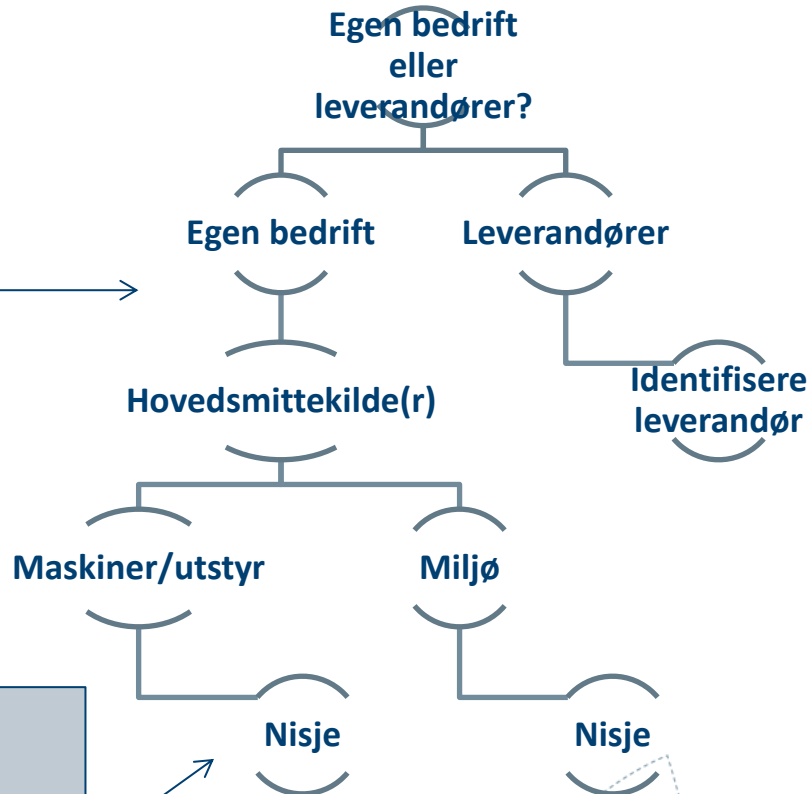 Egen bedrift
eller
leverandører?
Egen bedrift
Leverandører
Hovedsmittekilde(r)
Identifisere
leverandør
Maskiner/utstyr
Miljø
Nisje
Nisje